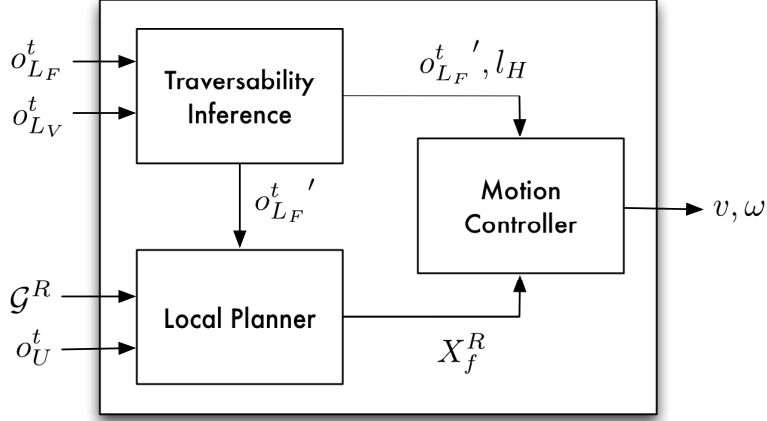 o^t_{L_F}
o^t_{L_V}
Traversability
Inference
o^t_{L_F}′, l_H
o^t_{L_F}′
Motion
Controller
v, ω
𝒢^R
o^t_U
Local Planner
X^R_f